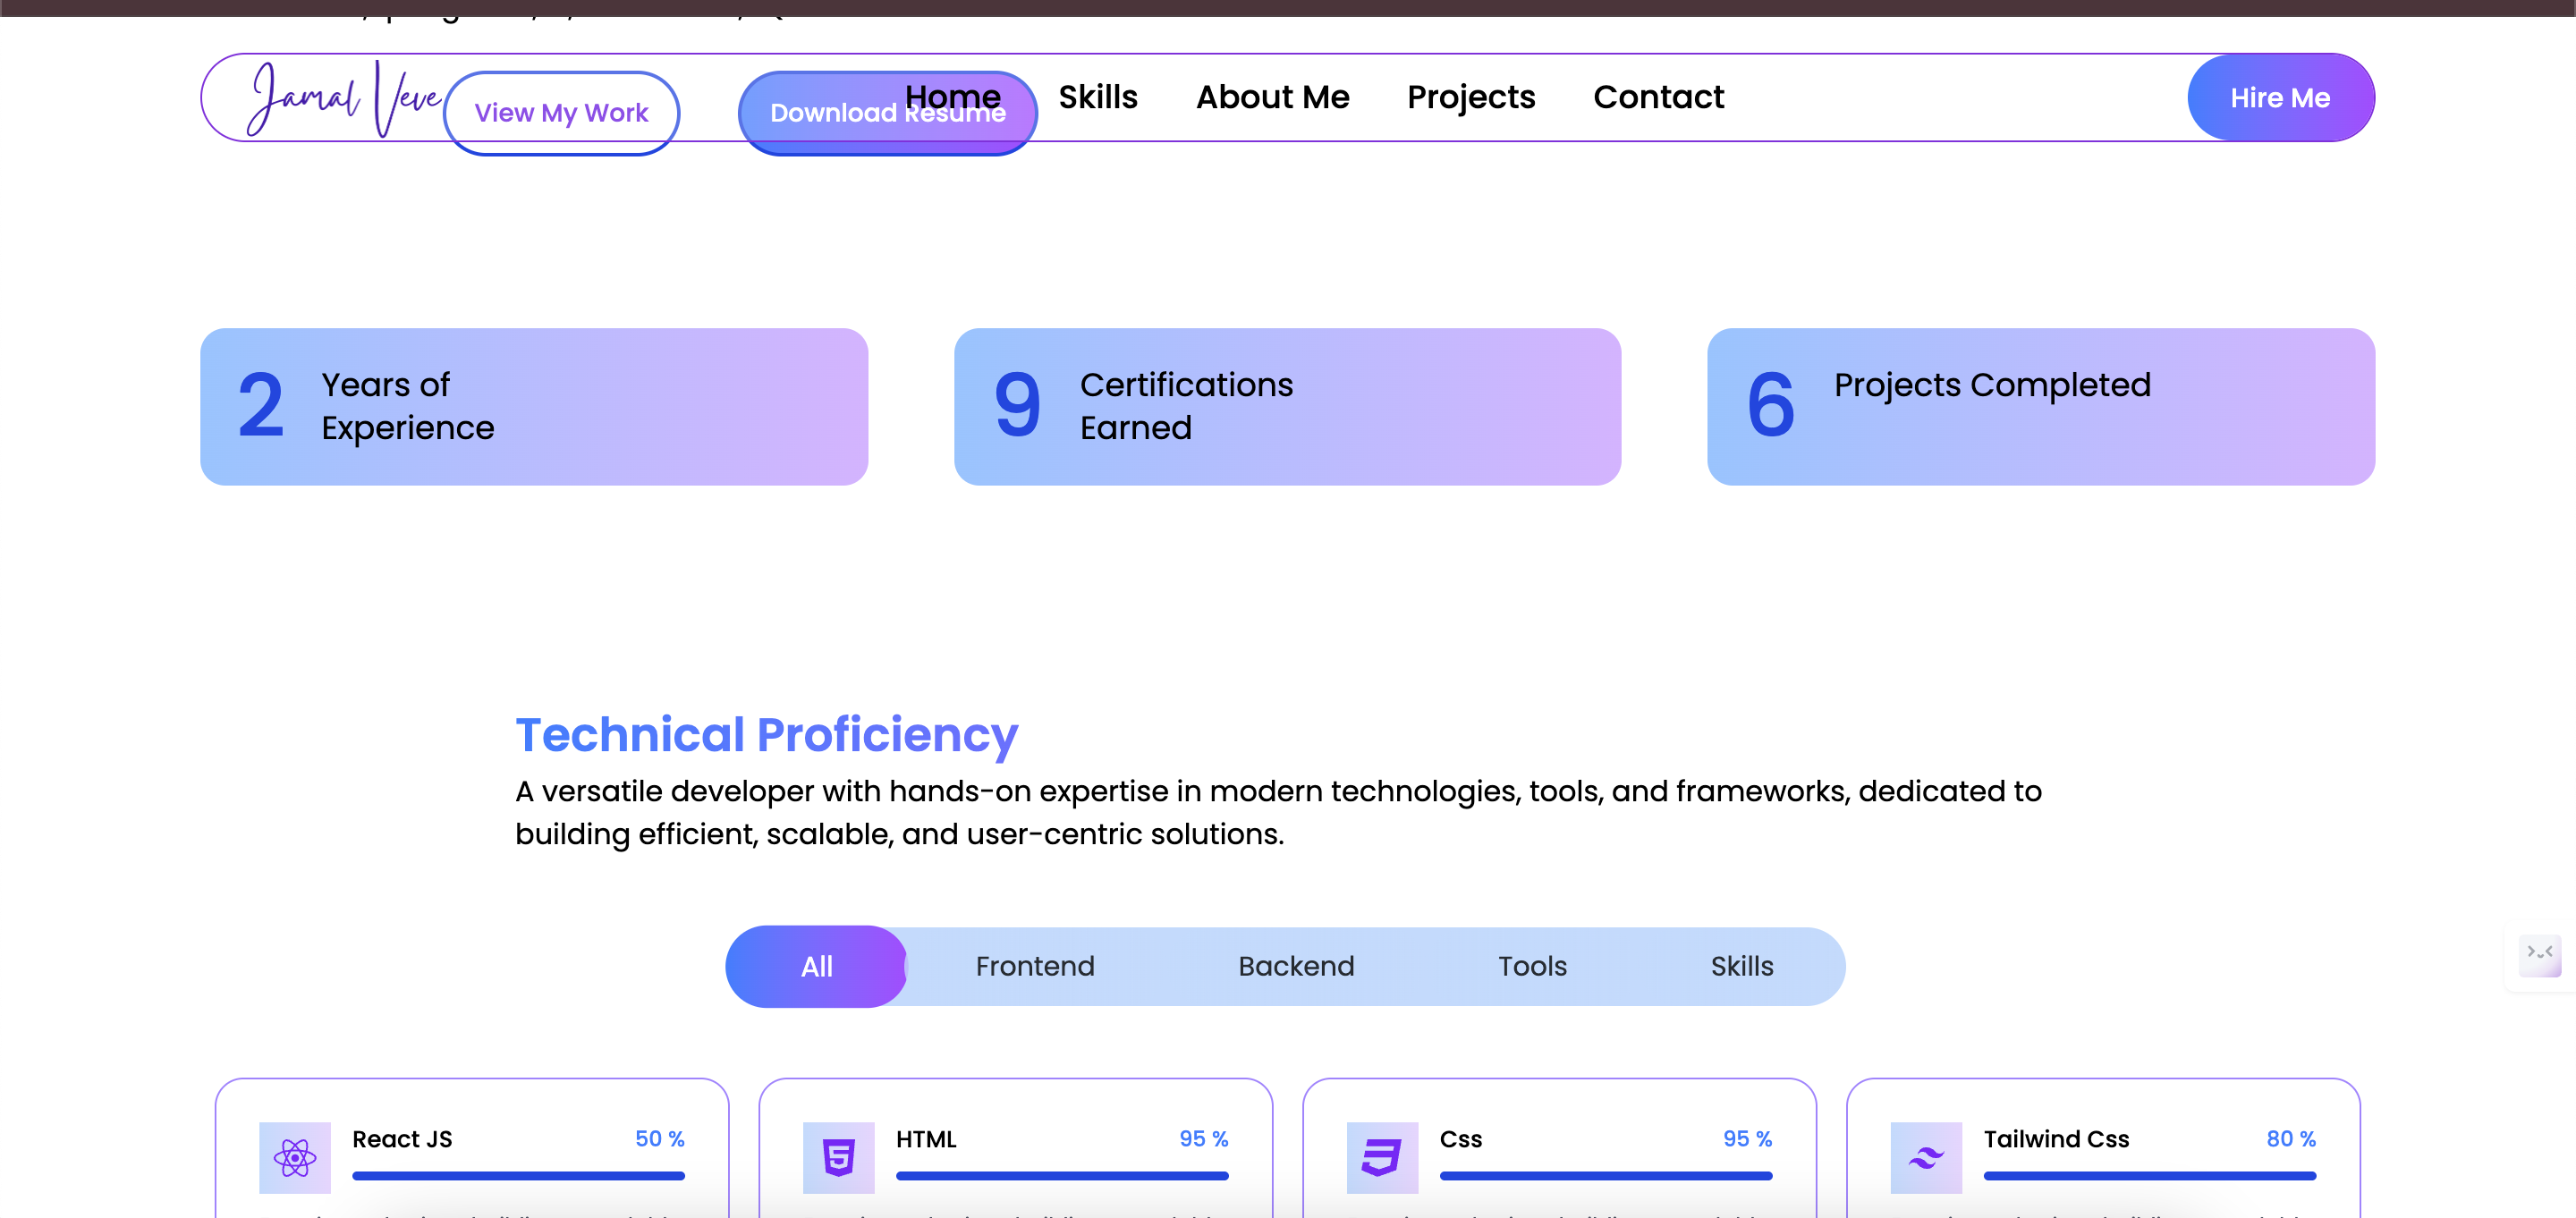 Jamal Veve
View My Work
Download Resume
Home
Skills
About Me
Projects
Contact
Hire Me
2
Years of
Experience
9
Certifications
Earned
6
Projects Completed
Technical Proficiency
A versatile developer with hands-on expertise in modern technologies, tools, and frameworks, dedicated to
building efficient, scalable, and user-centric solutions.
All
Frontend
Backend
Tools
Skills
React JS
50 %
HTML
95 %
Css
95 %
Tailwind Css
80 %